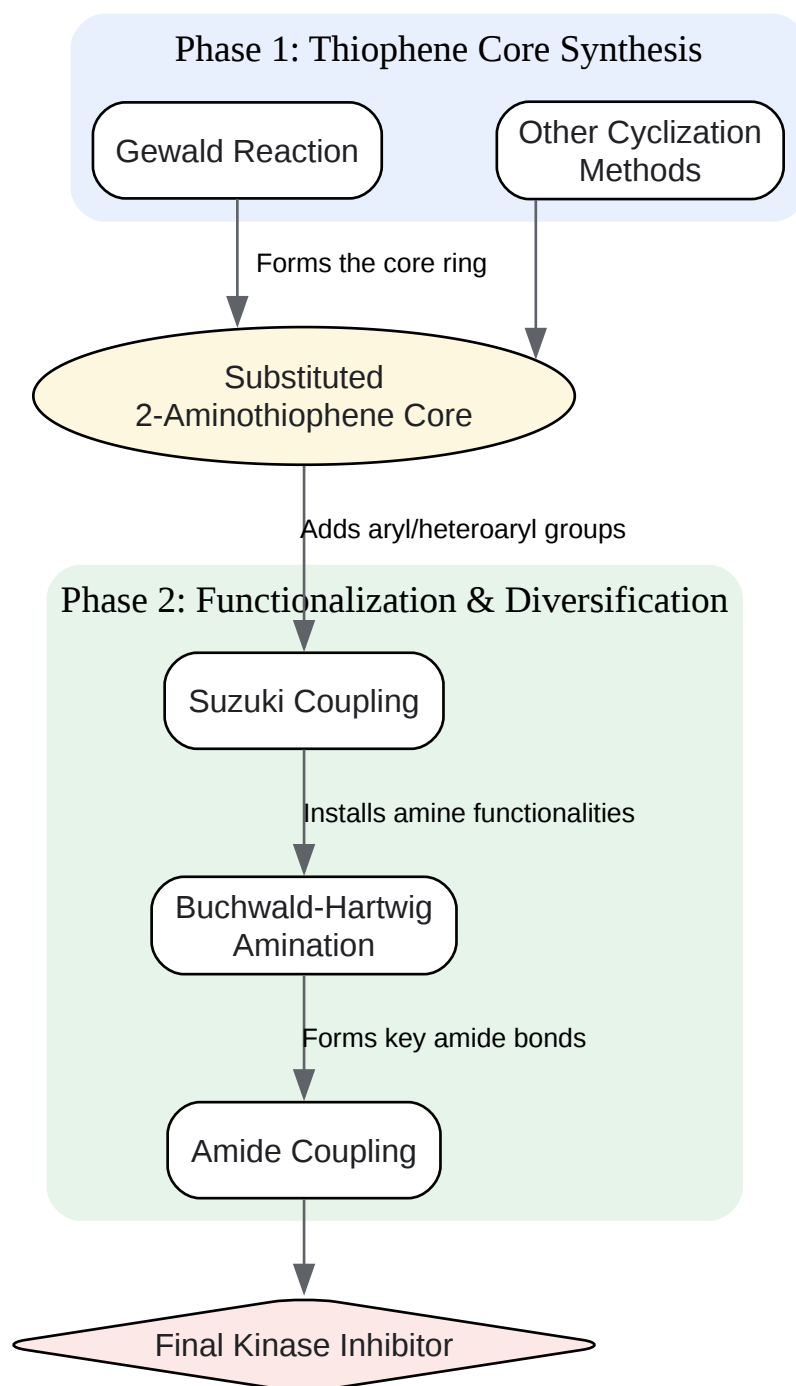 Phase 1: Thiophene Core Synthesis
Gewald Reaction
Other Cyclization
Methods
Forms the core ring
Substituted
2-Aminothiophene Core
Adds aryl/heteroaryl groups
Phase 2: Functionalization & Diversification
Suzuki Coupling
Installs amine functionalities
Buchwald-Hartwig
Amination
Forms key amide bonds
Amide Coupling
Final Kinase Inhibitor